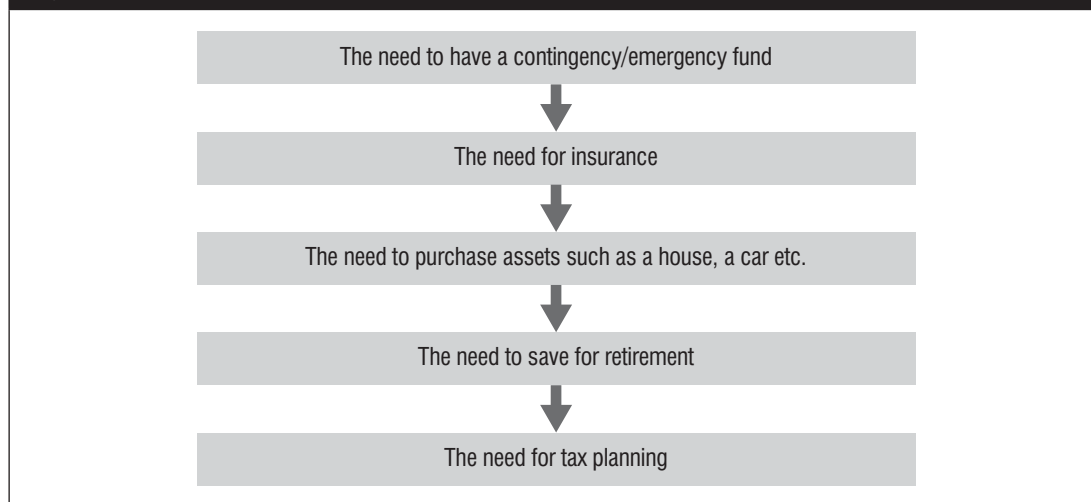 The need to have a contingency/emergency fund
The need for insurance
The need to purchase assets such as a house, a car etc.
The need to save for retirement
The need for tax planning